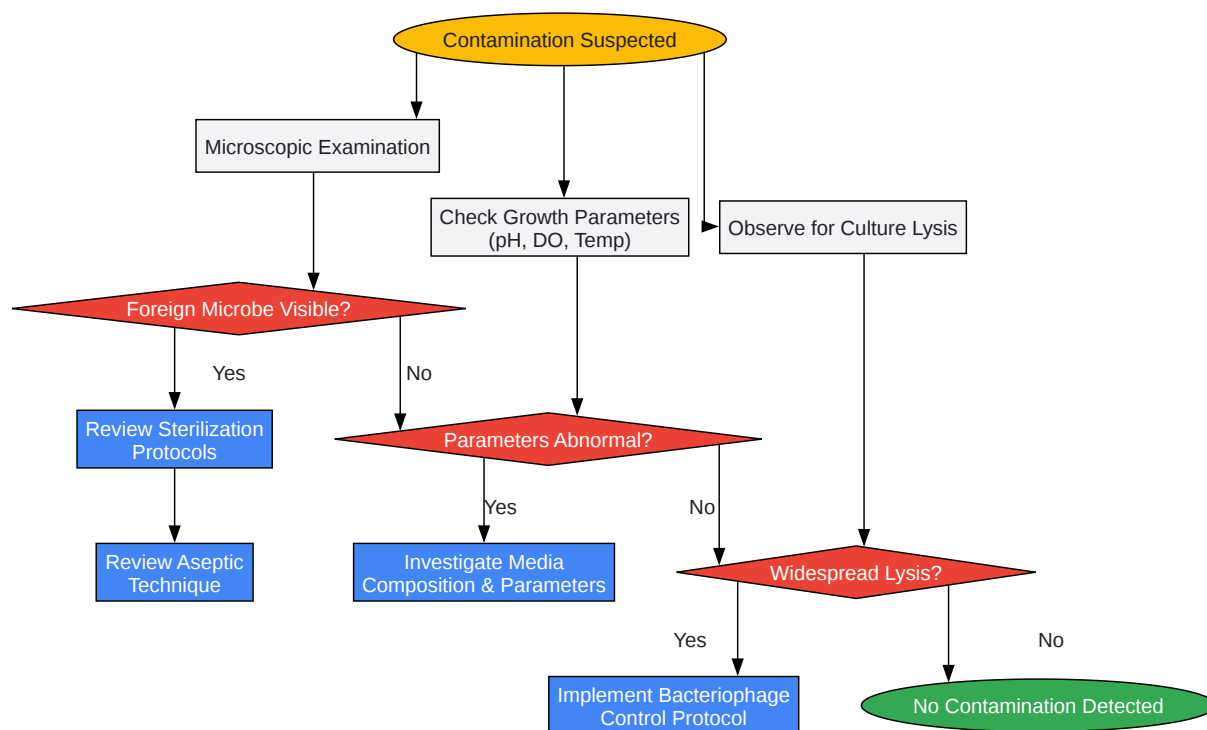 Contamination Suspected
Microscopic Examination
Check Growth Parameters
(pH, DO, Temp)
Observe for Culture Lysis
Foreign Microbe Visible?
Yes
No
Review Sterilization
Protocols
Parameters Abnormal?
Yes
No
Review Aseptic
Technique
Investigate Media
Composition & Parameters
Widespread Lysis?
Yes
No
Implement Bacteriophage
Control Protocol
No Contamination Detected